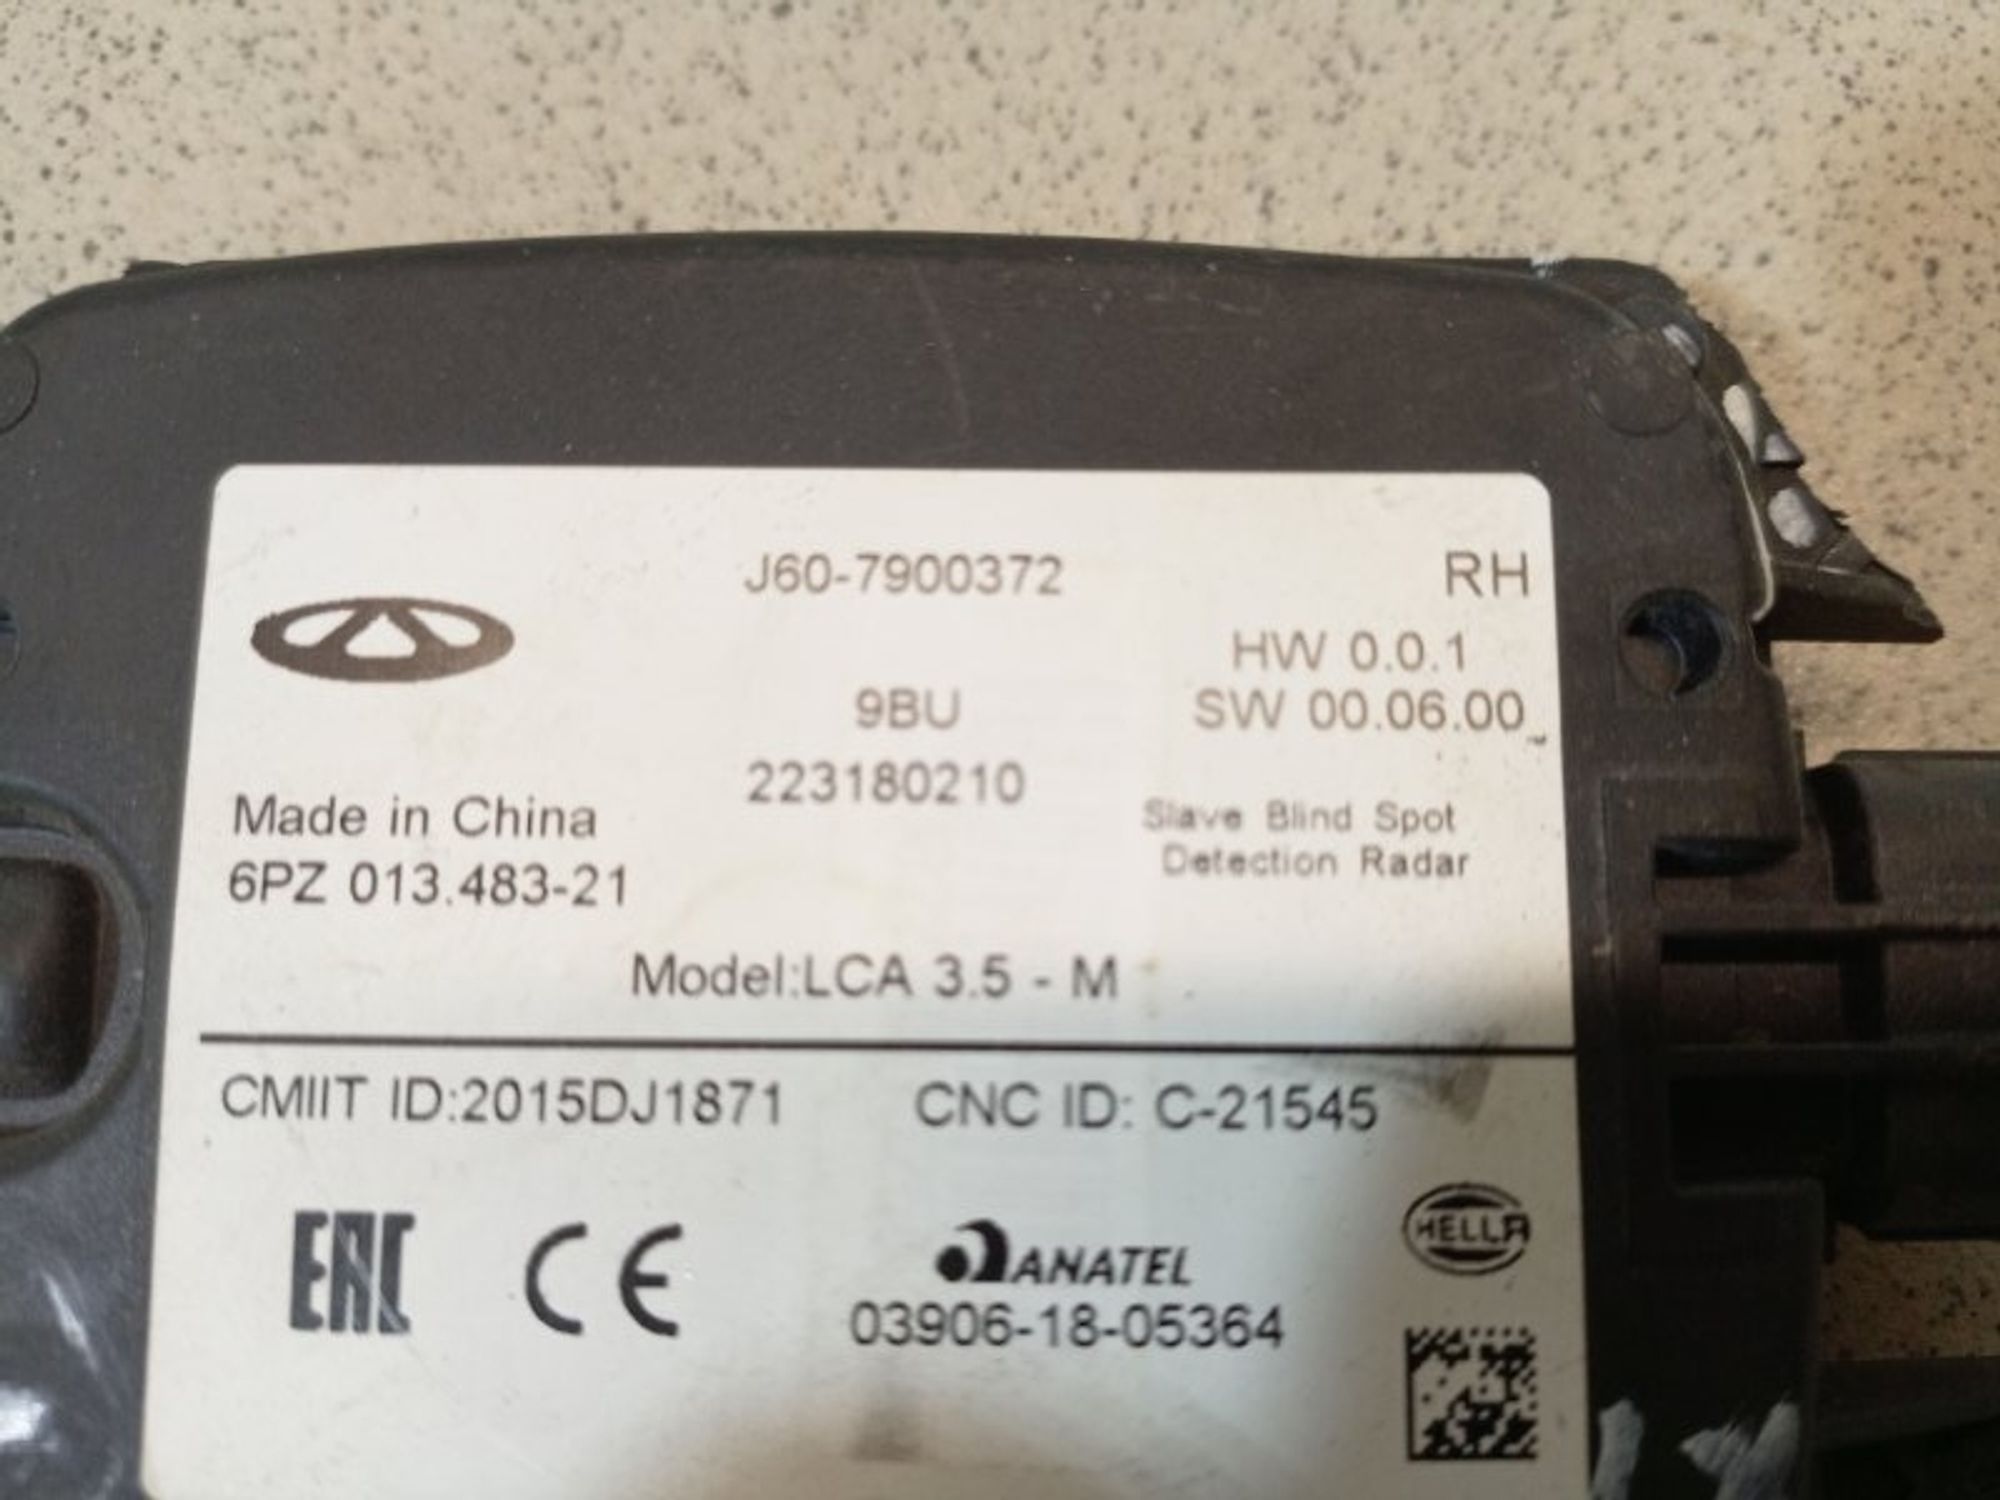 J60-7900372
RH
HW 0.0.1
9BU
SW 00.06.00
223180210
Made in China
Slave Blind Spot
6PZ 013.483-21
Detection Radar
Model:LCA 3.5 - M
CMIIT ID:2015DJ1871
CNC ID: C-21545
EAC
CE
ANATEL
HELLA
03906-18-05364